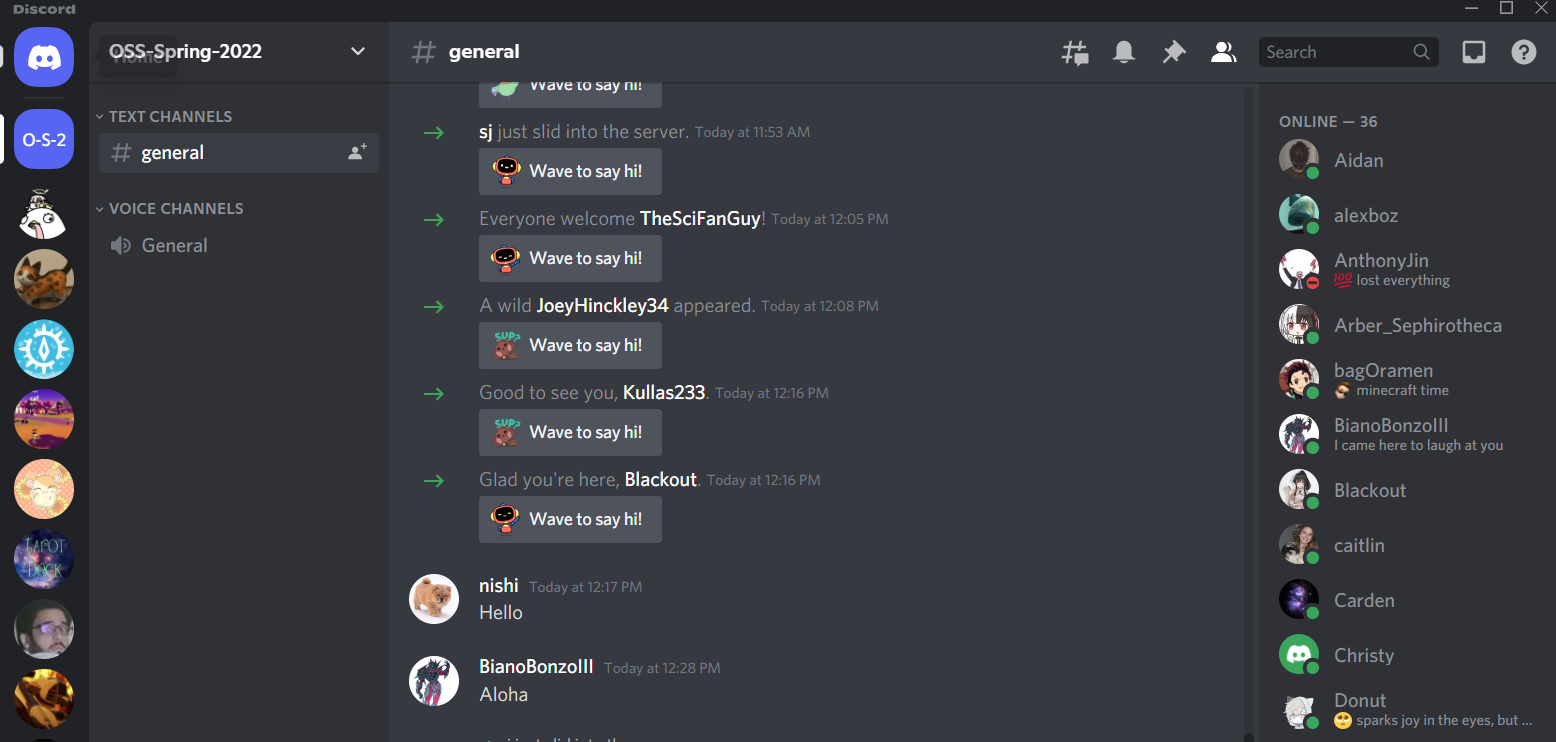 Discord
OSS-Spring-2022
Home
general
Search
O-S-2
TEXT CHANNELS
general
VOICE CHANNELS
General
TAROT
DECK
Wave to say hi!
sj just slid into the server. Today at 11:53 AM
Wave to say hi!
Everyone welcome TheSciFanGuy! Today at 12:05 PM
Wave to say hi!
A wild JoeyHinckley34 appeared. Today at 12:08 PM
SUP?
Wave to say hi!
Good to see you, Kullas233. Today at 12:16 PM
SUP?
Wave to say hi!
Glad you're here, Blackout. Today at 12:16 PM
Wave to say hi!
nishi Today at 12:17 PM
Hello
BianoBonzoIII Today at 12:28 PM
Aloha
ONLINE — 36
Aidan
alexboz
AnthonyJin
💯 lost everything
Arber_Sephirotheca
bagOramen
minecraft time
BianoBonzoIII
I came here to laugh at you
Blackout
caitlin
Carden
Christy
Donut
sparks joy in the eyes, but ...